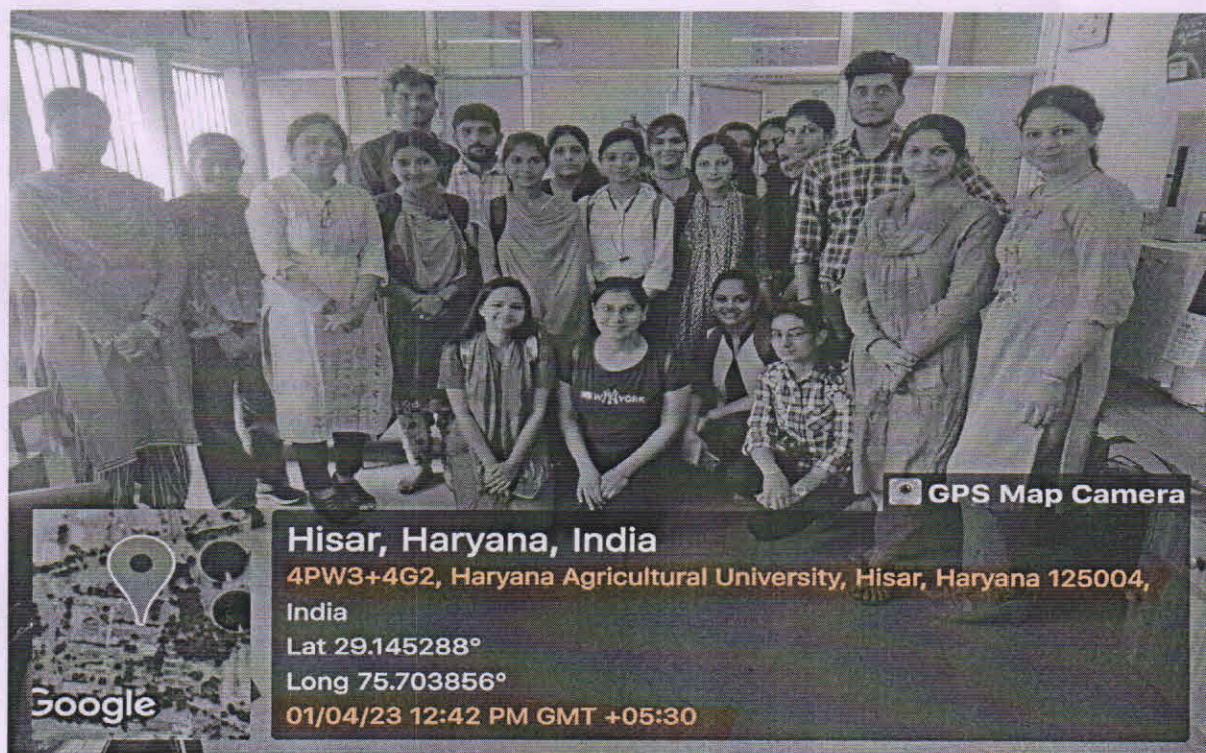 W YORK
GPS Map Camera
Hisar, Haryana, India
4PW3+4G2, Haryana Agricultural University, Hisar, Haryana 125004,
India
Lat 29.145288°
Long 75.703856°
01/04/23 12:42 PM GMT +05:30
Google